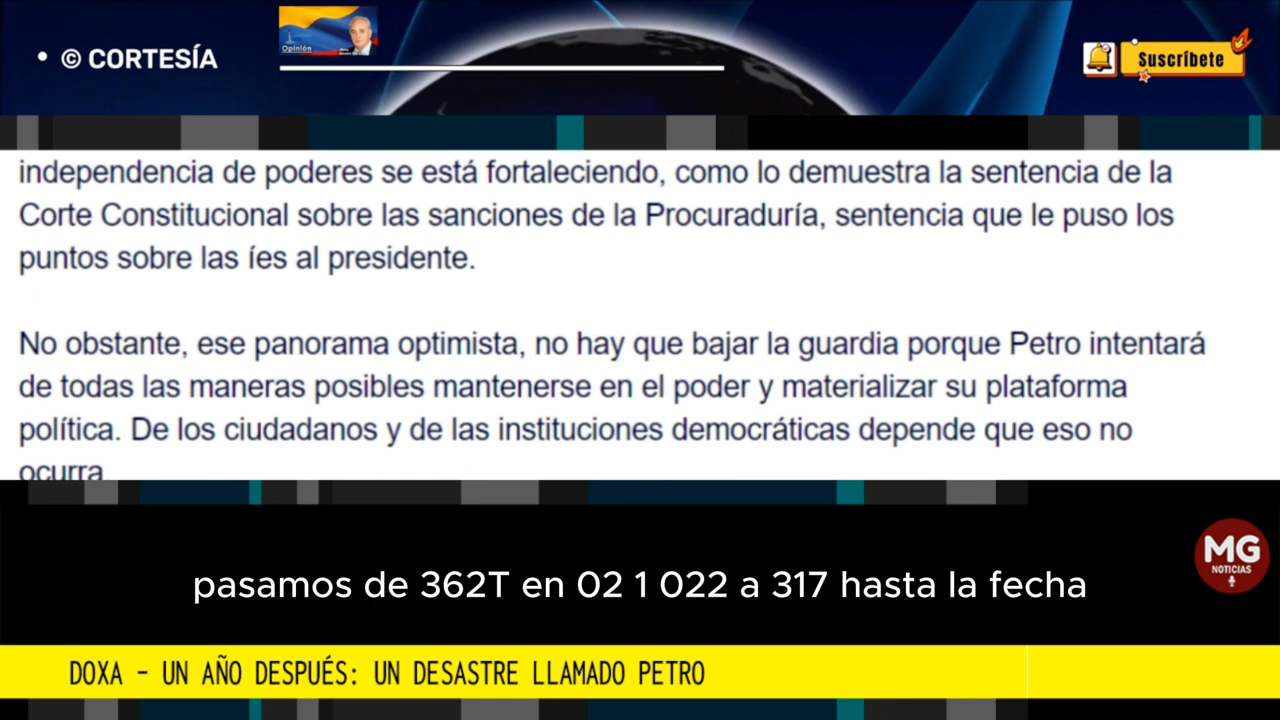 • © CORTESÍA
Opinión
Suscríbete
independencia de poderes se está fortaleciendo, como lo demuestra la sentencia de la
Corte Constitucional sobre las sanciones de la Procuraduría, sentencia que le puso los
puntos sobre las íes al presidente.
No obstante, ese panorama optimista, no hay que bajar la guardia porque Petro intentará
de todas las maneras posibles mantenerse en el poder y materializar su plataforma
política. De los ciudadanos y de las instituciones democráticas depende que eso no
ocurra
MG
NOTICIAS
pasamos de 362T en 02 1 022 a 317 hasta la fecha
DOXA - UN AÑO DESPUÉS: UN DESASTRE LLAMADO PETRO